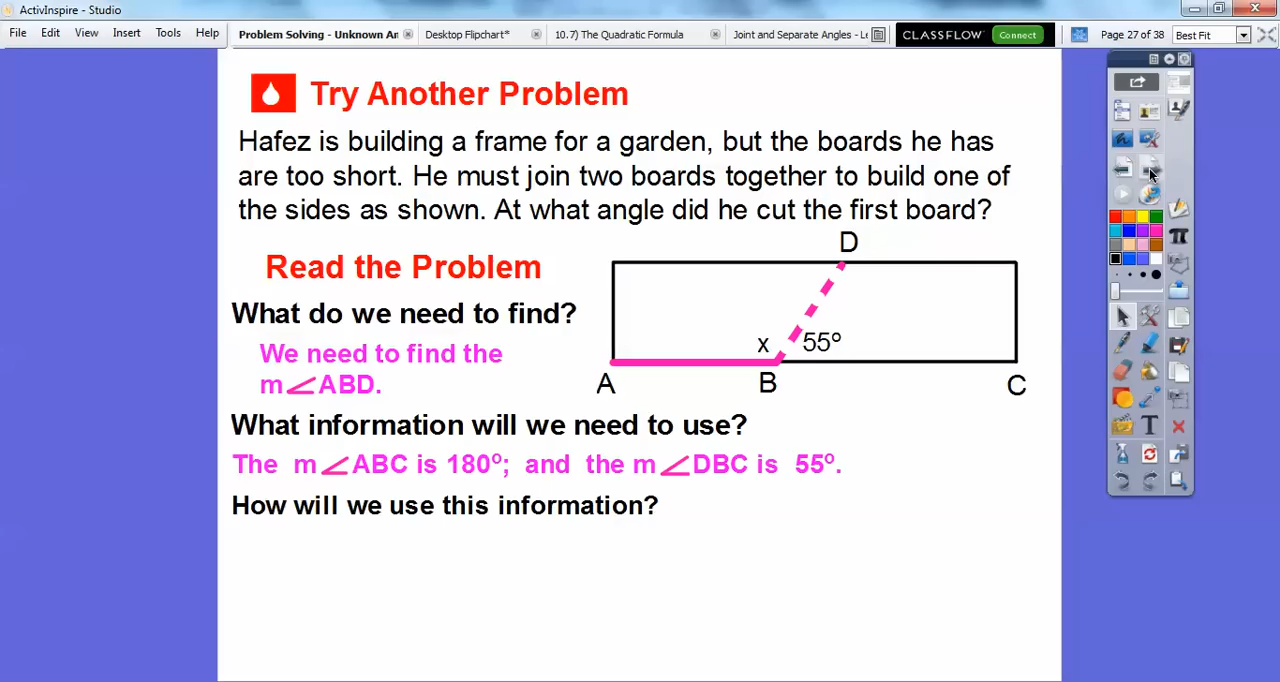 ActivInspire - Studio
File Edit View Insert Tools Help
Problem Solving - Unknown An
Desktop Flipchart*
10.7) The Quadratic Formula
Joint and Separate Angles - Le
CLASSFLOW Connect
Page 27 of 38
Best Fit
Try Another Problem
Hafez is building a frame for a garden, but the boards he has
are too short. He must join two boards together to build one of
the sides as shown. At what angle did he cut the first board?
D
Read the Problem
What do we need to find?
x 55º
We need to find the
m∠ABD.
A B C
What information will we need to use?
The m∠ABC is 180º; and the m∠DBC is 55º.
How will we use this information?